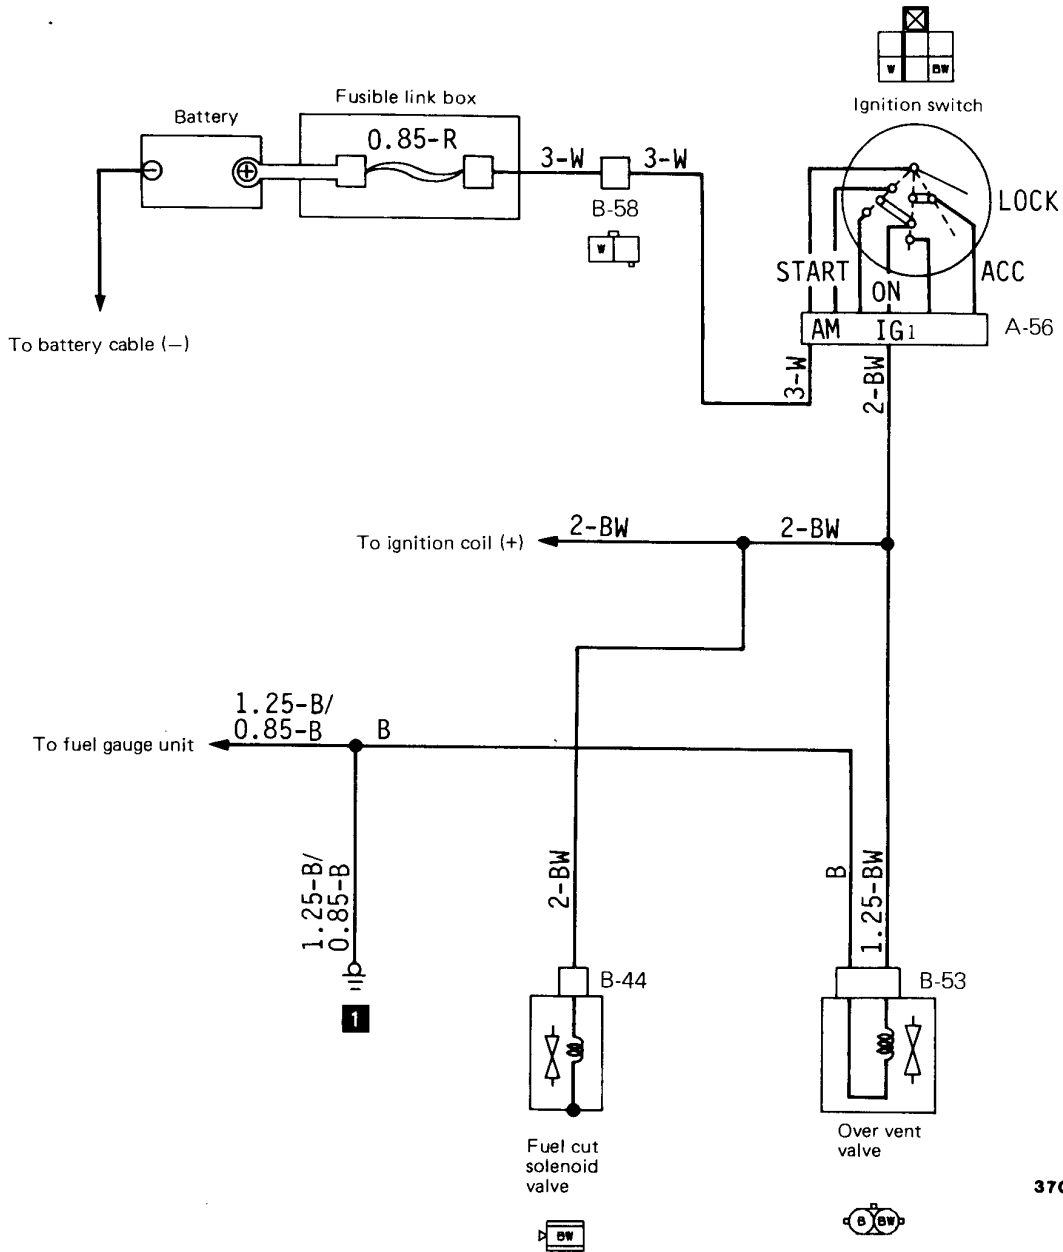 W BW
Ignition switch
Fusible link box
Battery
0.85-R
3-W
3-W
B-58
W
LOCK
START
ACC
ON
AM IG1
A-56
To battery cable (—)
3-W
2-BW
To ignition coil (+)
2-BW
2-BW
1.25-B/
0.85-B
B
To fuel gauge unit
1.25-B/
0.85-B
2-BW
B
1.25-BW
B-44
B-53
1
Fuel cut
solenoid
valve
Over vent
valve
370
BW
B BW